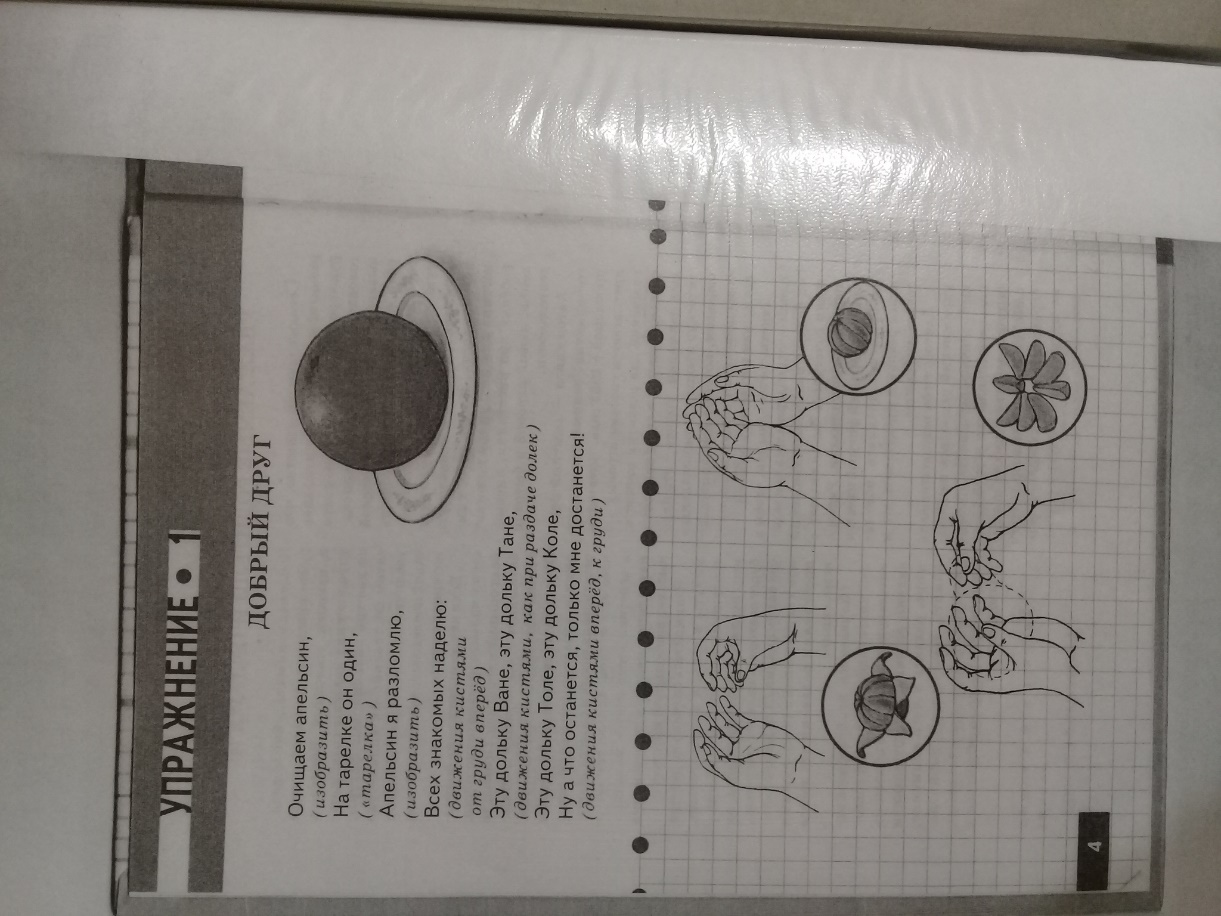 УПРАЖНЕНИЕ • 1
ДОБРЫЙ ДРУГ
Очищаем апельсин,
(изобразить)
На тарелке он один,
(«тарелка»)
Апельсин я разломлю,
(изобразить)
Всех знакомых наделю:
(движения кистями
от груди вперёд)
Эту дольку Ване, эту дольку Тане,
(движения кистями, как при раздаче долек)
Эту дольку Толе, эту дольку Коле,
Ну а что останется, только мне достанется!
(движения кистями вперёд, к груди)
4